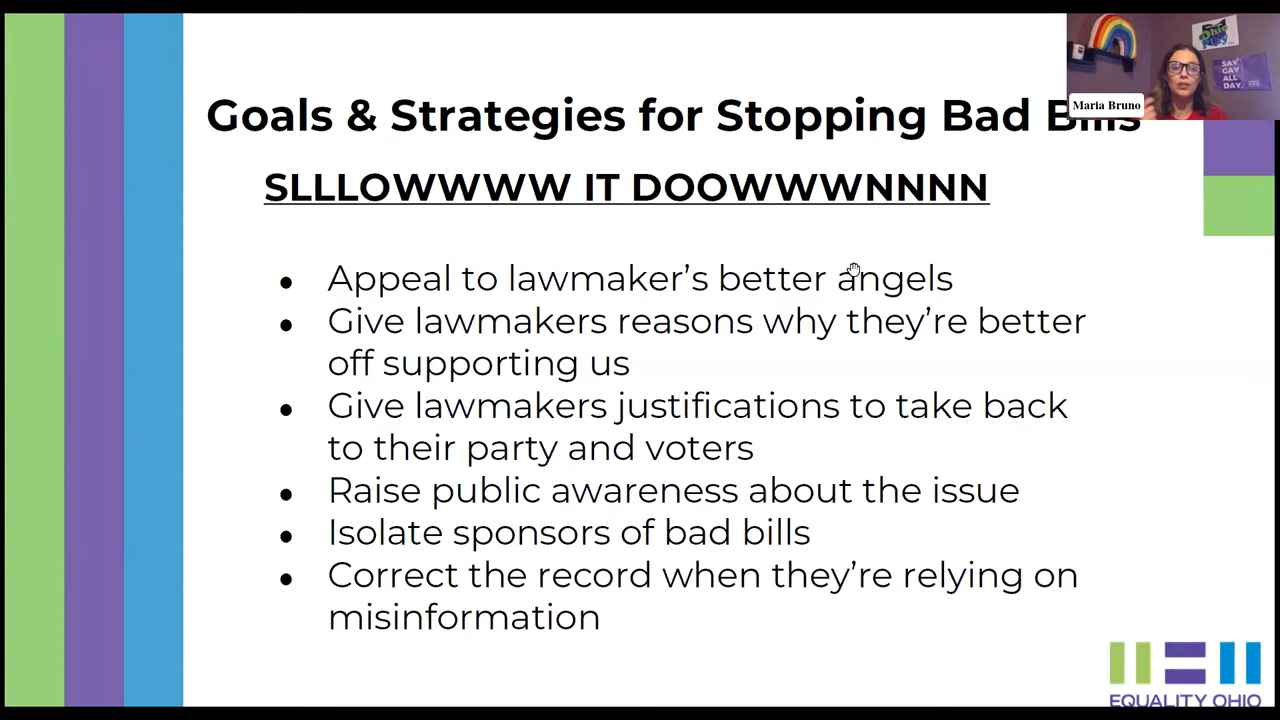 Goals & Strategies for Stopping Bad Bills
SLLLOWWWW IT DOOWWWNNNN
● Appeal to lawmaker’s better angels
● Give lawmakers reasons why they’re better
off supporting us
● Give lawmakers justifications to take back
to their party and voters
● Raise public awareness about the issue
● Isolate sponsors of bad bills
● Correct the record when they’re relying on
misinformation
Maria Bruno
Ohio
SAY
GAY
ALL
DAY.
EQUALITY OHIO